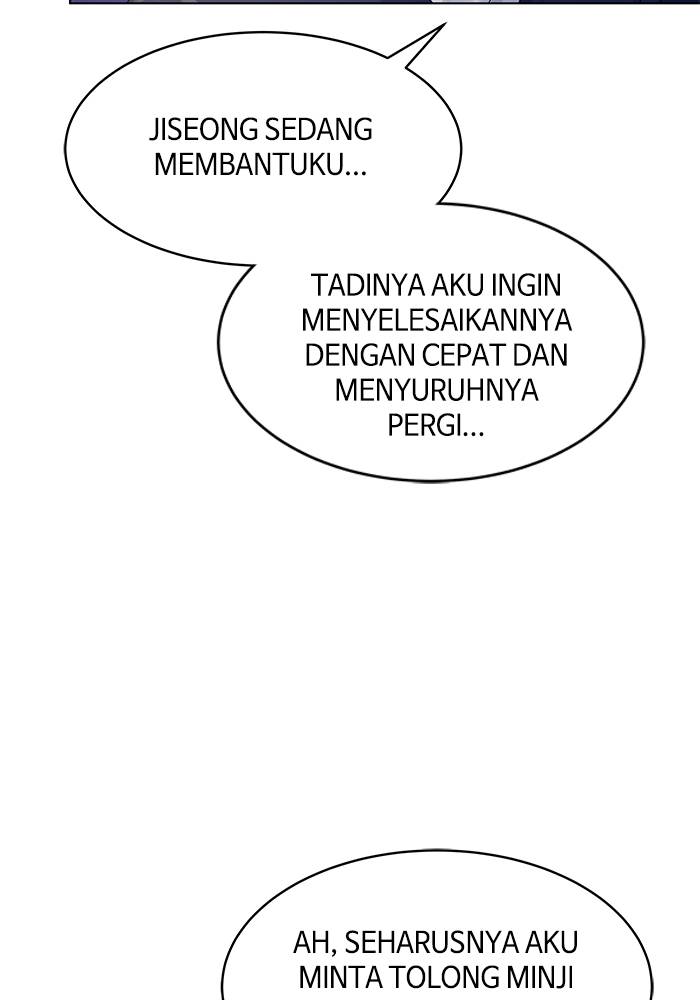 JISEONG SEDANG
MEMBANTUKU...
TADINYA AKU INGIN
MENYELESAIKANNYA
DENGAN CEPAT DAN
MENYURUHNYA
PERGI...
AH, SEHARUSNYA AKU
MINTA TOLONG MINJI